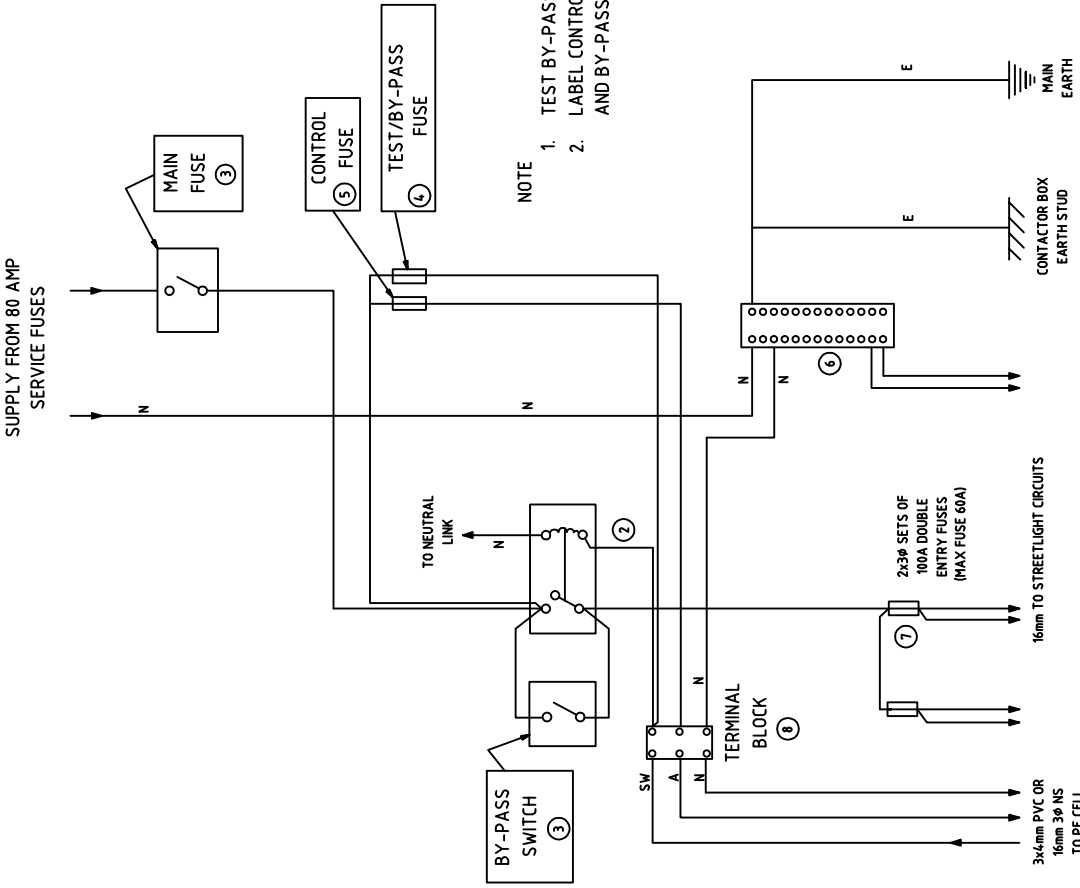 SUPPLY FROM 80 AMP
SERVICE FUSES
MAIN
FUSE
3
CONTROL
FUSE
5
TEST/BY-PASS
FUSE
4
NOTE
1. TEST BY-PAS
2. LABEL CONTRO
AND BY-PASS
N
N
TO NEUTRAL
LINK
N
2
BY-PASS
SWITCH
3
SW
A
N
N
TERMINAL
BLOCK
8
N
N
6
E
E
CONTACTOR BOX
EARTH STUD
MAIN
EARTH
2x3ø SETS OF
100A DOUBLE
ENTRY FUSES
(MAX FUSE 60A)
7
16mm TO STREETLIGHT CIRCUITS
3x4mm PVC OR
16mm 3ø NS
TO PE CELL